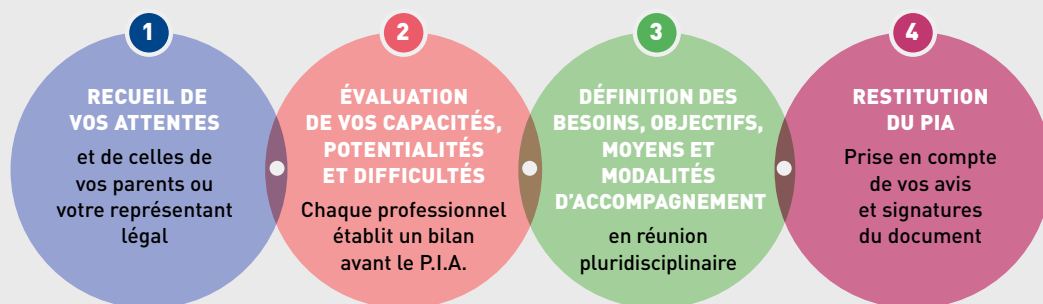 1
RECUEIL DE
VOS ATTENTES
et de celles de
vos parents ou
votre représentant
légal
2
ÉVALUATION
DE VOS CAPACITÉS,
POTENTIALITÉS
ET DIFFICULTÉS
Chaque professionnel
établit un bilan
avant le P.I.A.
3
DÉFINITION DES
BESOINS, OBJECTIFS,
MOYENS ET
MODALITÉS
D'ACCOMPAGNEMENT
en réunion
pluridisciplinaire
4
RESTITUTION
DU PIA
Prise en compte
de vos avis
et signatures
du document